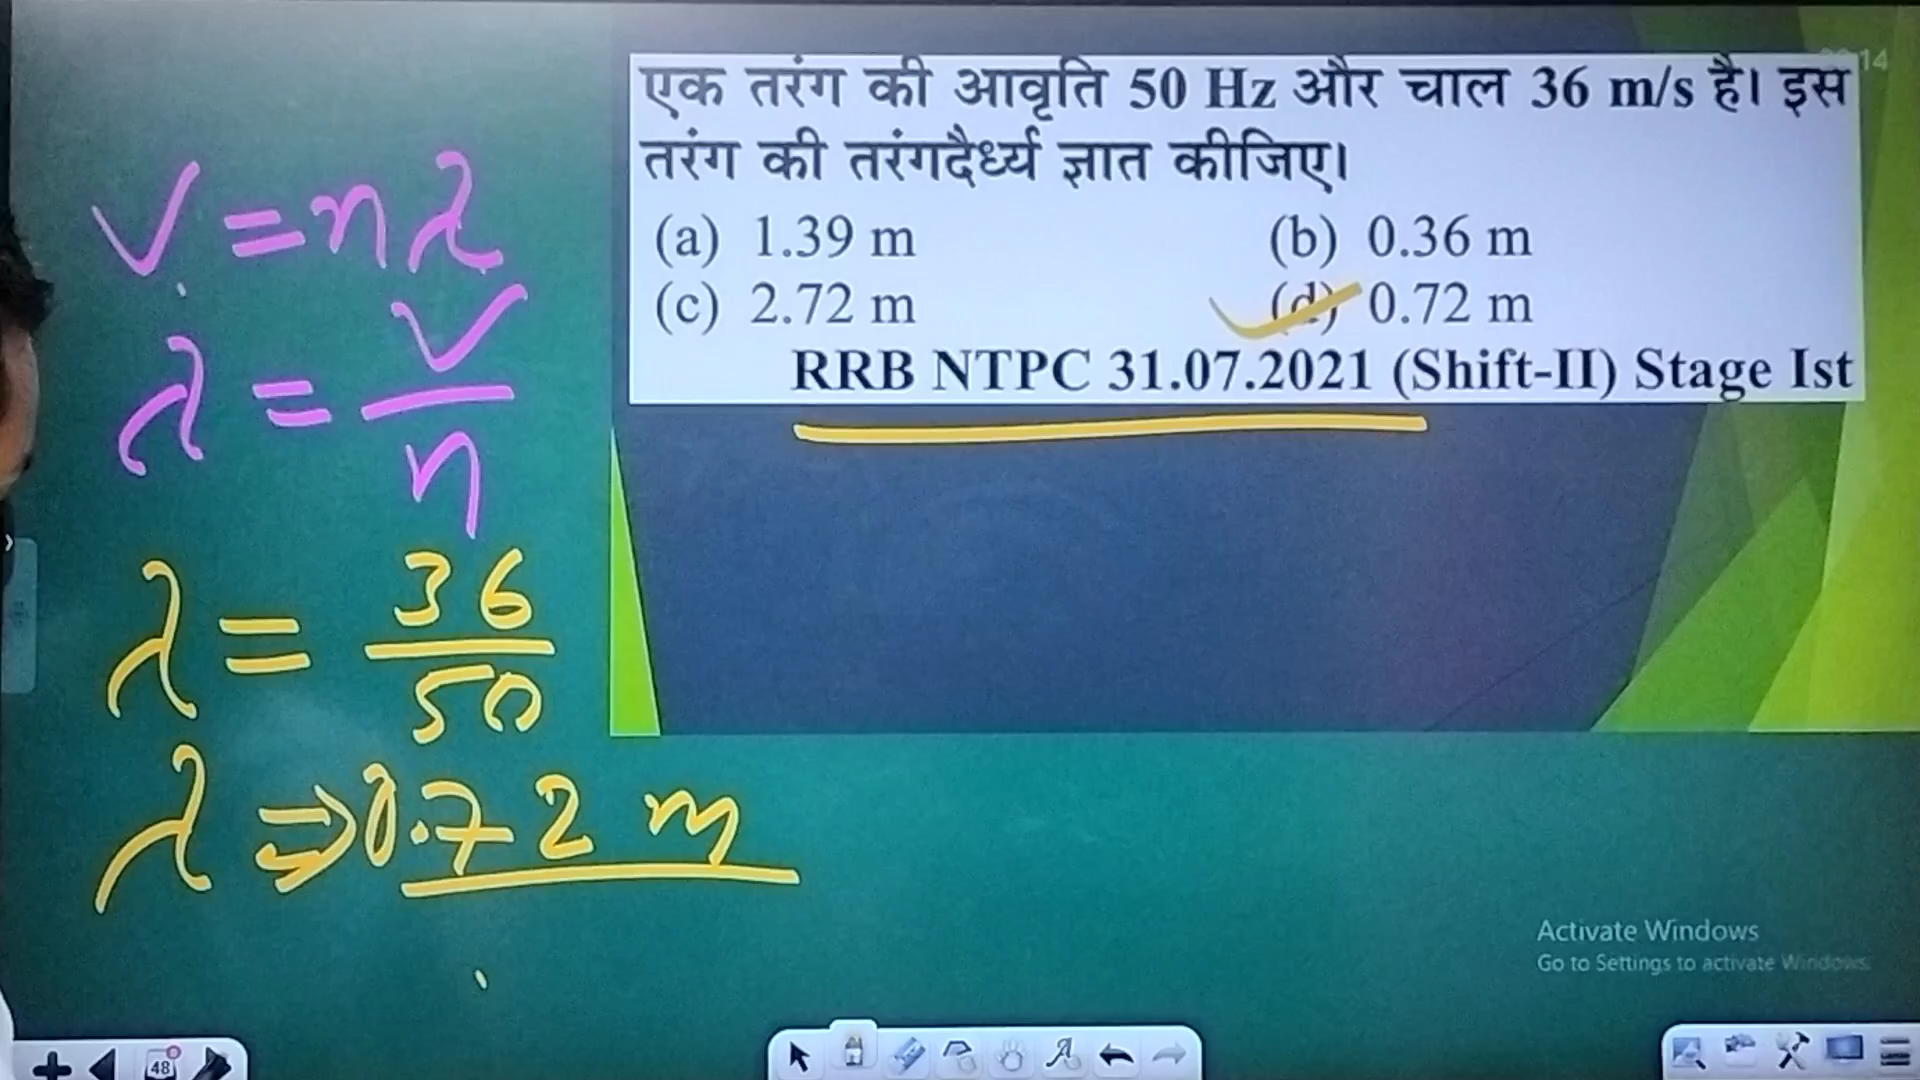 एक तरंग की आवृति 50 Hz और चाल 36 m/s है। इस
तरंग की तरंगदैर्ध्य ज्ञात कीजिए।
(a) 1.39 m (b) 0.36 m
(c) 2.72 m (d) 0.72 m
RRB NTPC 31.07.2021 (Shift-II) Stage Ist
v = nλ
λ = v/n
λ = 36/50
λ ⇒ 0.72 m
Activate Windows
Go to Settings to activate Windows.
48